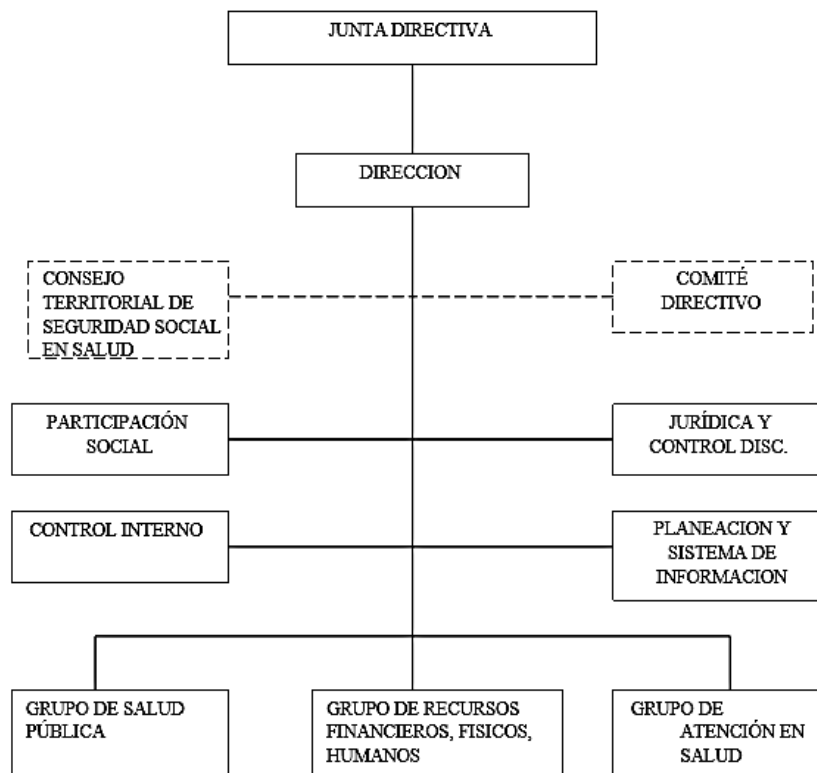 JUNTA DIRECTIVA
DIRECCION
CONSEJO
TERRITORIAL DE
SEGURIDAD SOCIAL
EN SALUD
COMITÉ
DIRECTIVO
PARTICIPACIÓN
SOCIAL
JURÍDICA Y
CONTROL DISC.
CONTROL INTERNO
PLANEACION Y
SISTEMA DE
INFORMACION
GRUPO DE SALUD
PÚBLICA
GRUPO DE RECURSOS
FINANCIEROS, FISICOS,
HUMANOS
GRUPO DE
ATENCIÓN EN
SALUD